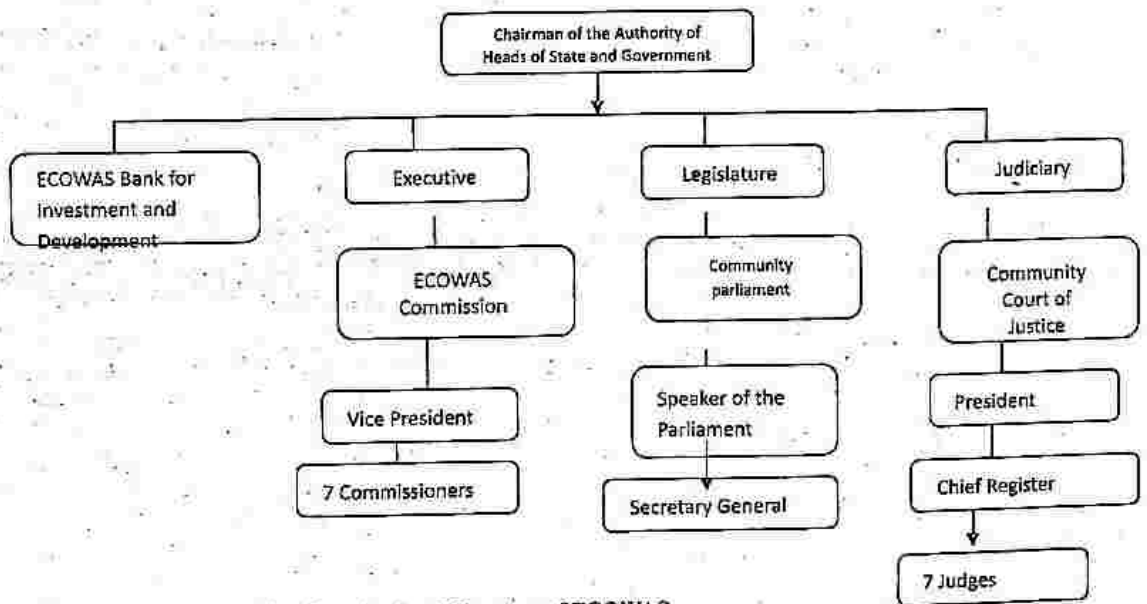 Chairman of the Authority of
Heads of State and Government
ECOWAS Bank for
Investment and
Development
Executive
Legislature
Judiciary
ECOWAS
Commission
Community
parliament
Community
Court of
Justice
Vice President
Speaker of the
Parliament
President
7 Commissioners
Secretary General
Chief Register
7 Judges